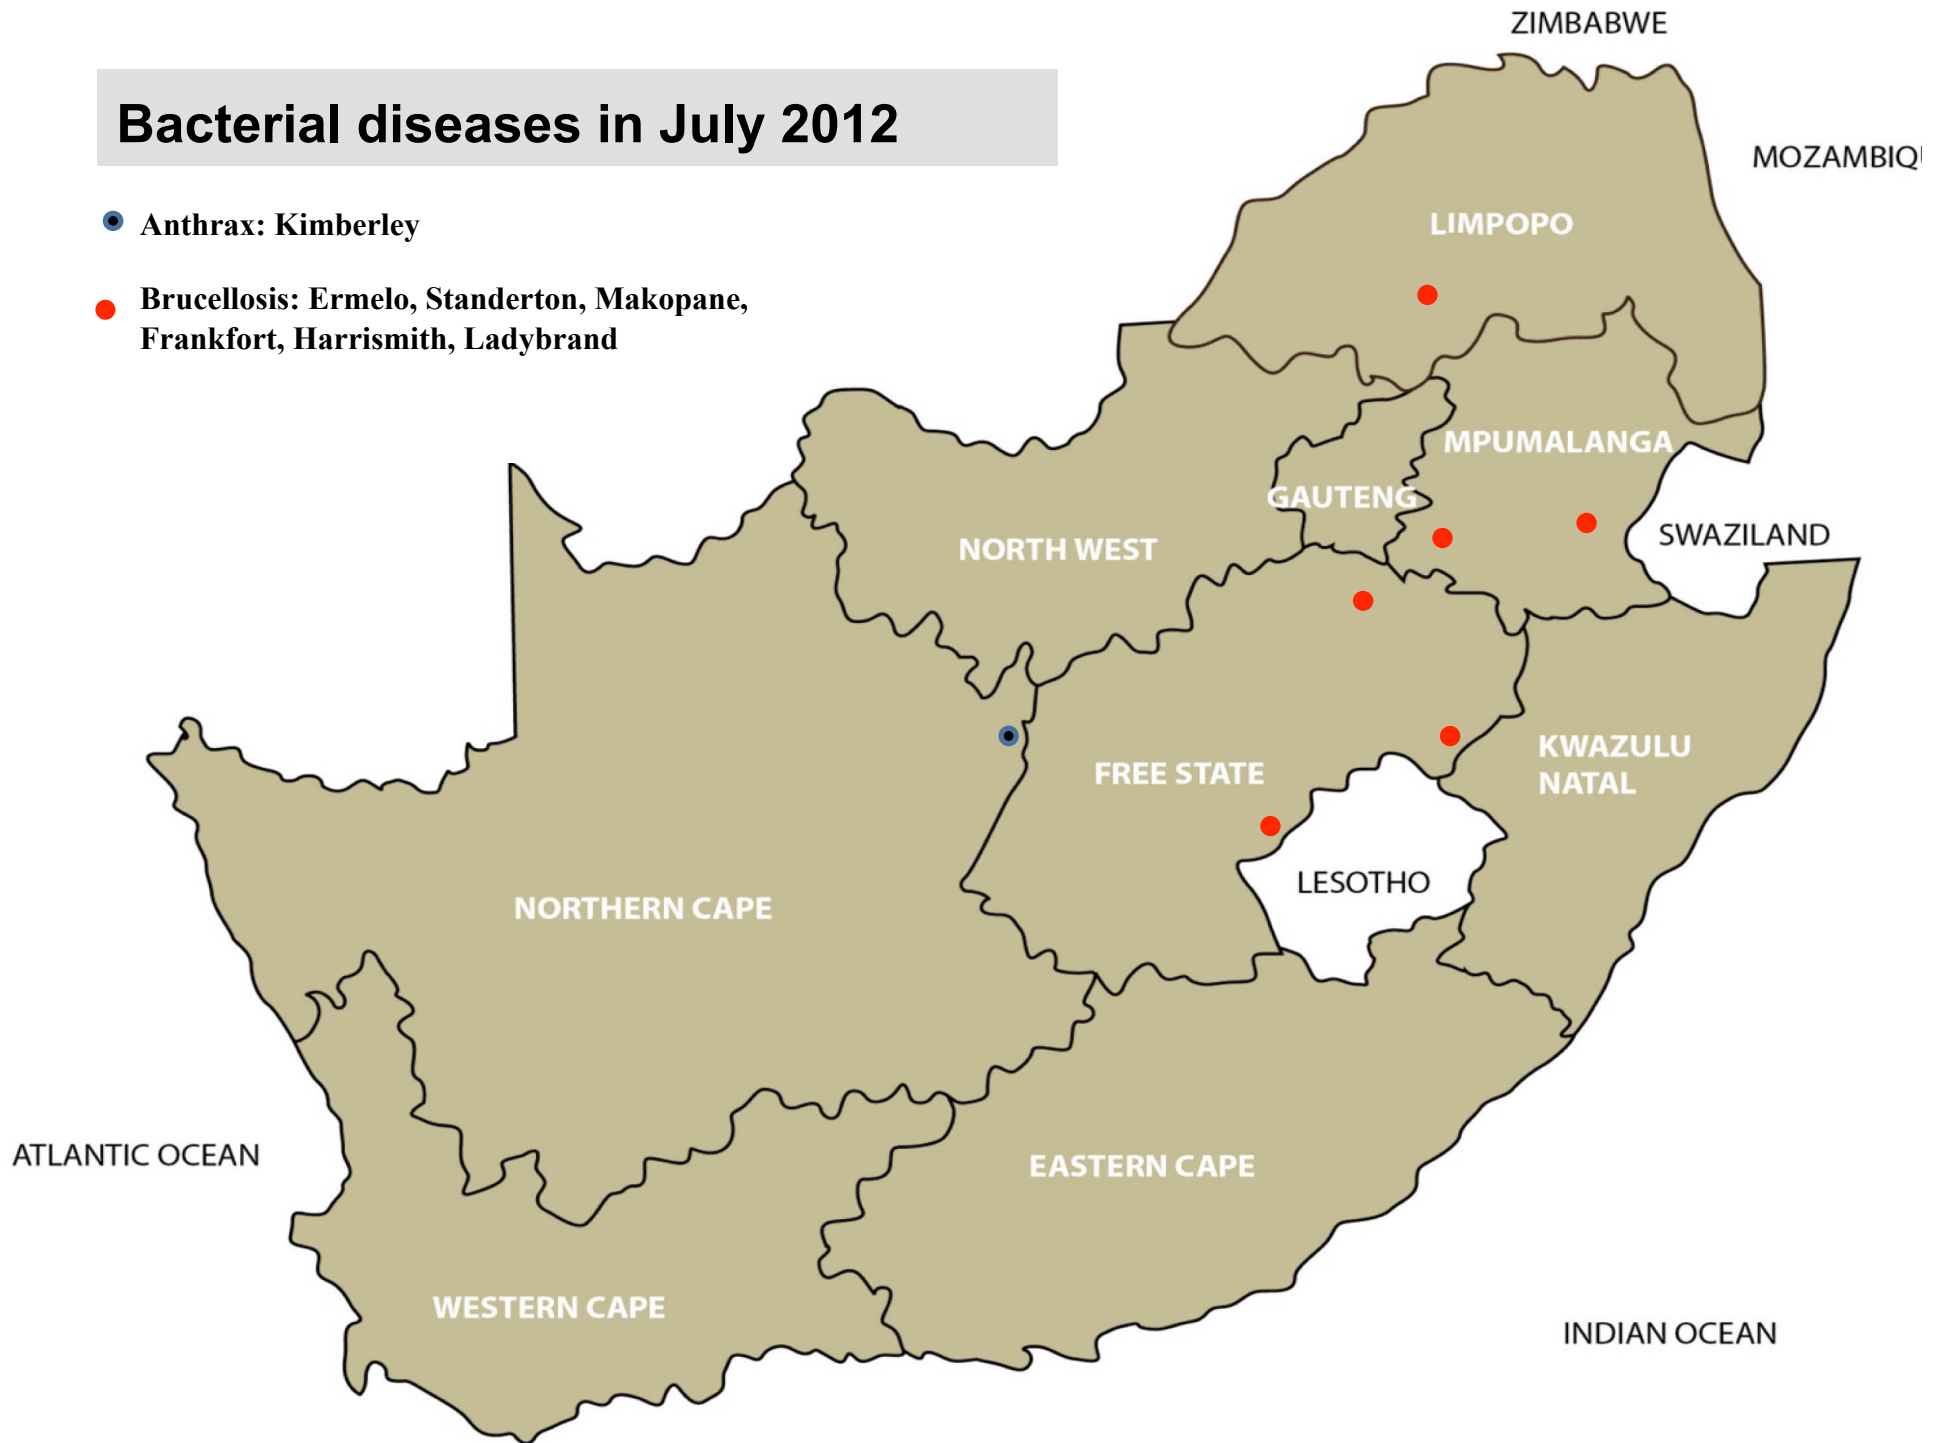 ZIMBABWE
Bacterial diseases in July 2012
MOZAMBIQU
Anthrax: Kimberley
LIMPOPO
Brucellosis: Ermelo, Standerton, Makopane,
Frankfort, Harrismith, Ladybrand
MPUMALANGA
GAUTENG
SWAZILAND
NORTH WEST
KWAZULU
NATAL
FREE STATE
LESOTHO
NORTHERN CAPE
ATLANTIC OCEAN
EASTERN CAPE
WESTERN CAPE
INDIAN OCEAN